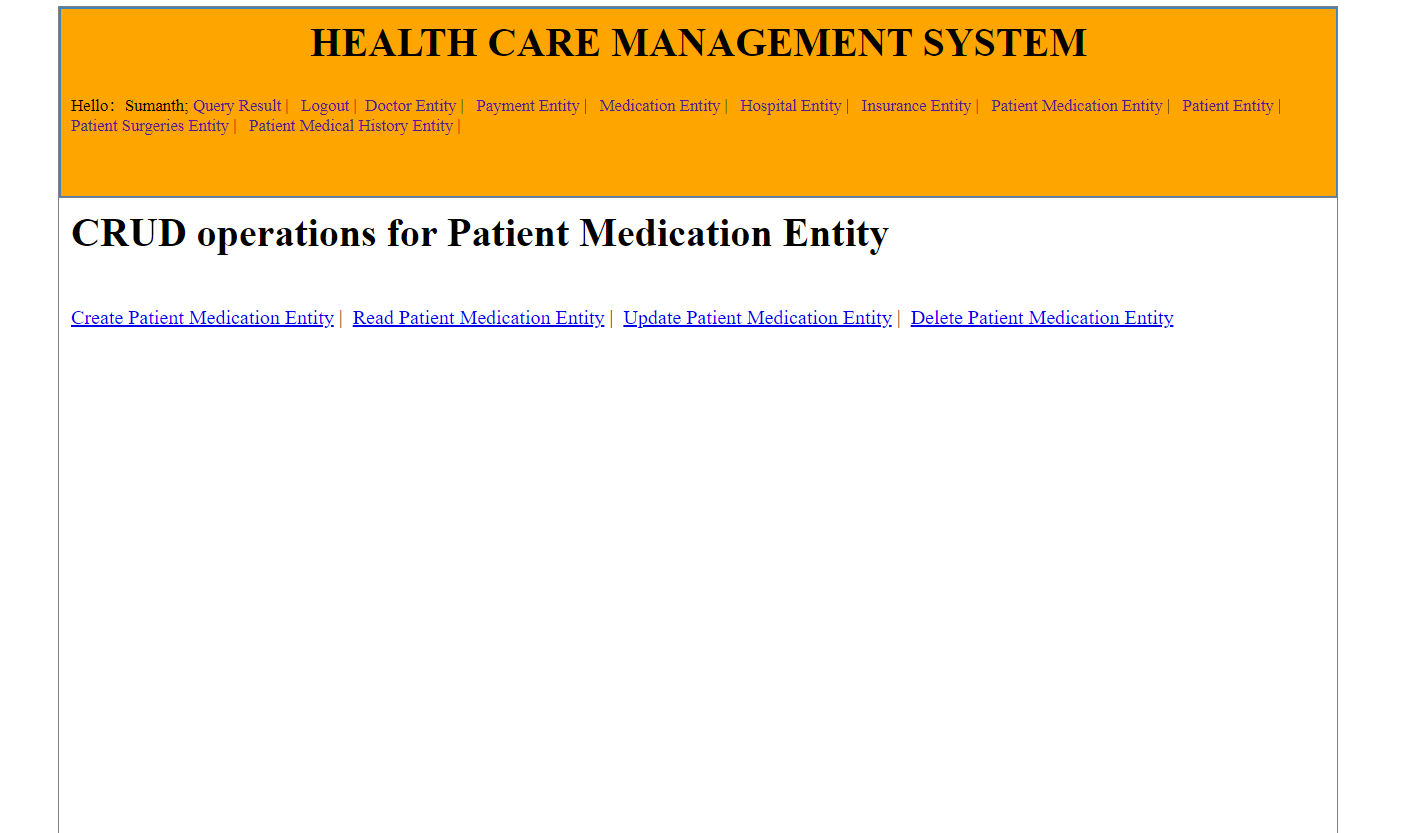 HEALTH CARE MANAGEMENT SYSTEM
Hello: Sumanth; Query Result | Logout | Doctor Entity | Payment Entity | Medication Entity | Hospital Entity | Insurance Entity | Patient Medication Entity | Patient Entity |
Patient Surgeries Entity | Patient Medical History Entity |
CRUD operations for Patient Medication Entity
Create Patient Medication Entity | Read Patient Medication Entity | Update Patient Medication Entity | Delete Patient Medication Entity